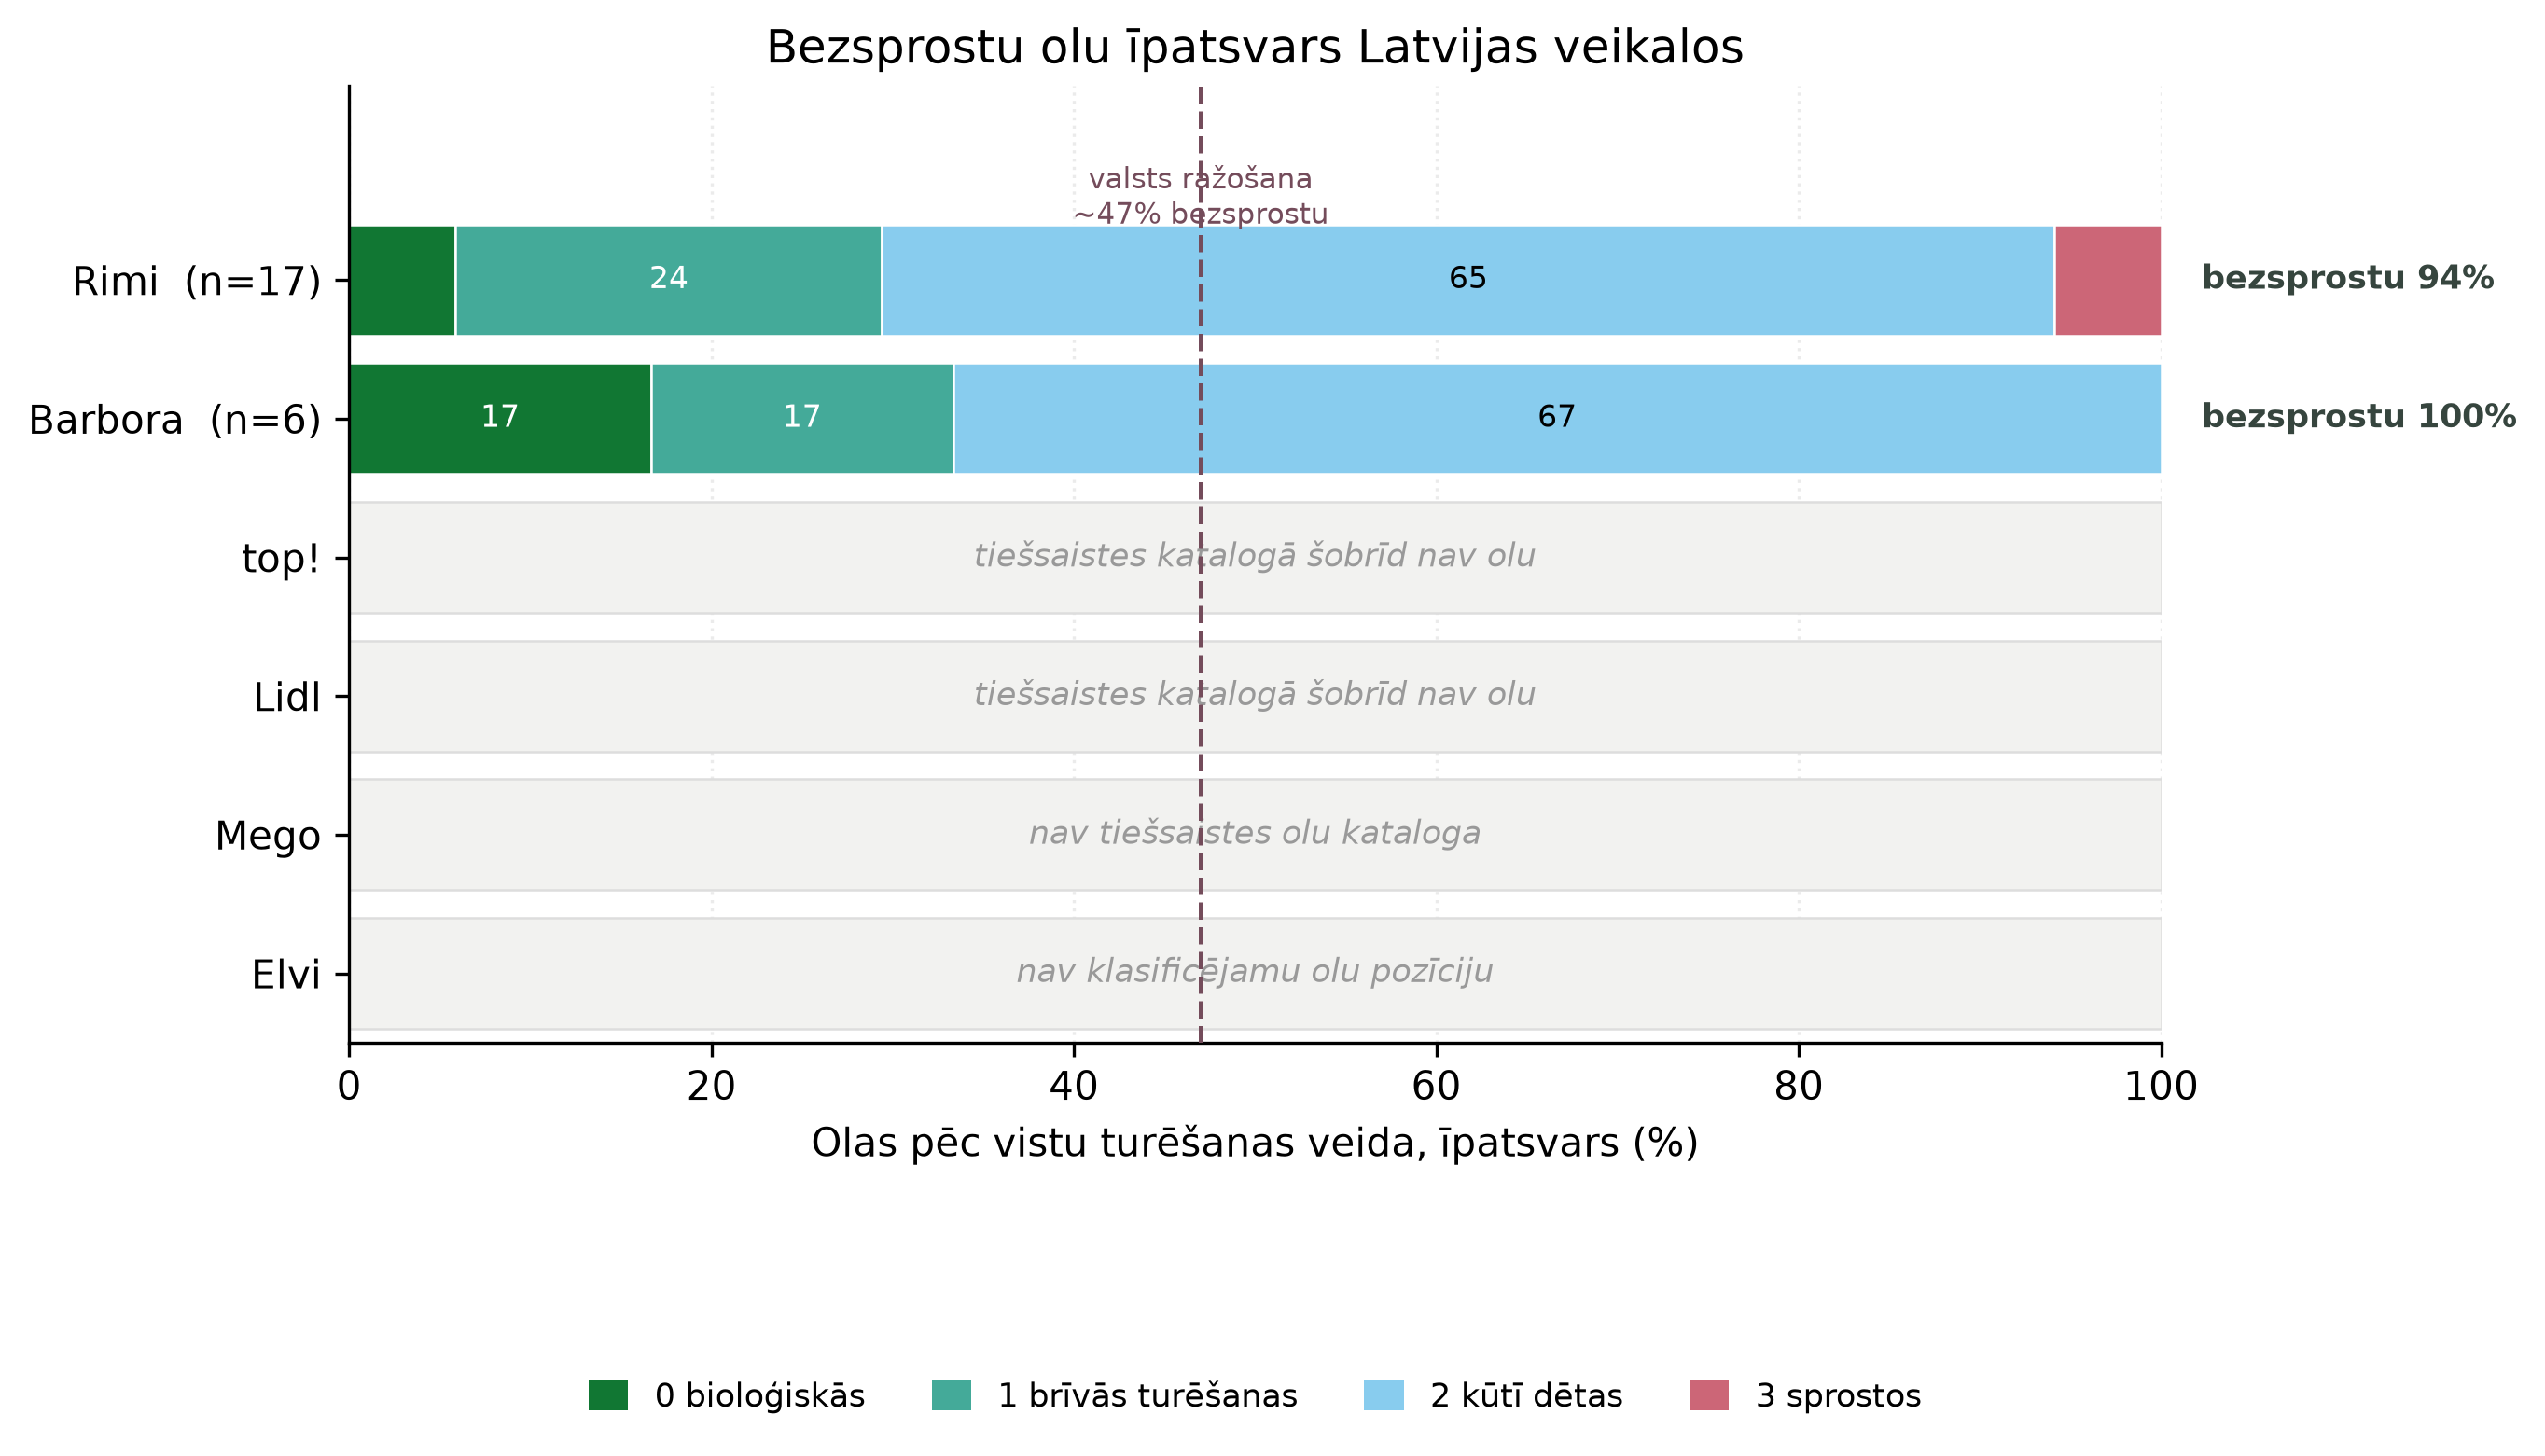 Bezsprostu olu īpatsvars Latvijas veikalos
valsts ražošana
~47% bezsprostu
Rimi (n=17) 24 65 bezsprostu 94%
Barbora (n=6) 17 17 67 bezsprostu 100%
top! tiešsaistes katalogā šobrīd nav olu
Lidl tiešsaistes katalogā šobrīd nav olu
Mego nav tiešsaistes olu kataloga
Elvi nav klasificējamu olu pozīciju
0 20 40 60 80 100
Olas pēc vistu turēšanas veida, īpatsvars (%)
0 bioloģiskās 1 brīvās turēšanas 2 kūtī dētas 3 sprostos